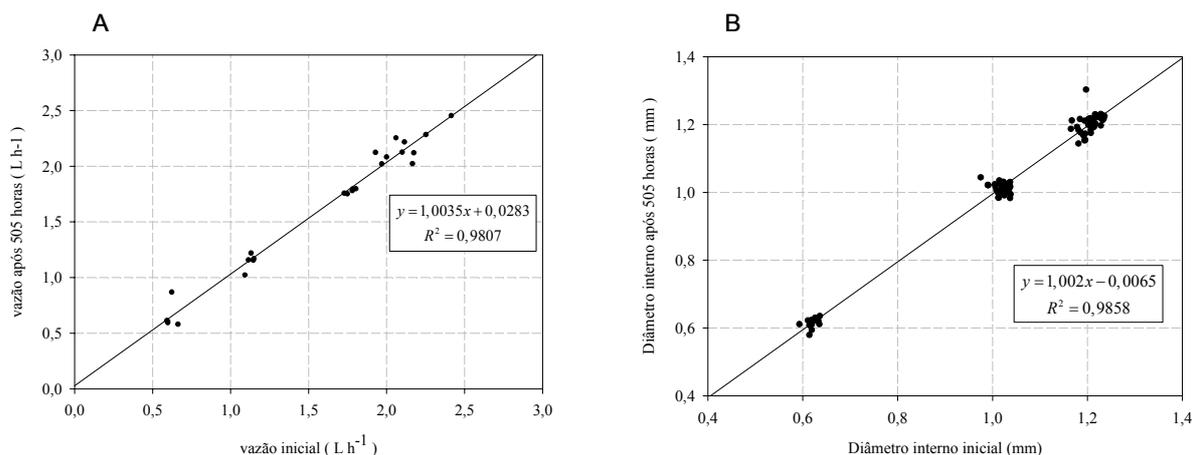 A
vazão após 505 horas ( L h-1 )
3,0
2,5
2,0
1,5
1,0
0,5
0,0
y = 1,0035x + 0,0283
R² = 0,9807
0,0 0,5 1,0 1,5 2,0 2,5 3,0
vazão inicial ( L h⁻¹ )
B
Diâmetro interno após 505 horas ( mm )
1,4
1,2
1,0
0,8
0,6
0,4
y = 1,002x − 0,0065
R² = 0,9858
0,4 0,6 0,8 1,0 1,2 1,4
Diâmetro interno inicial (mm)